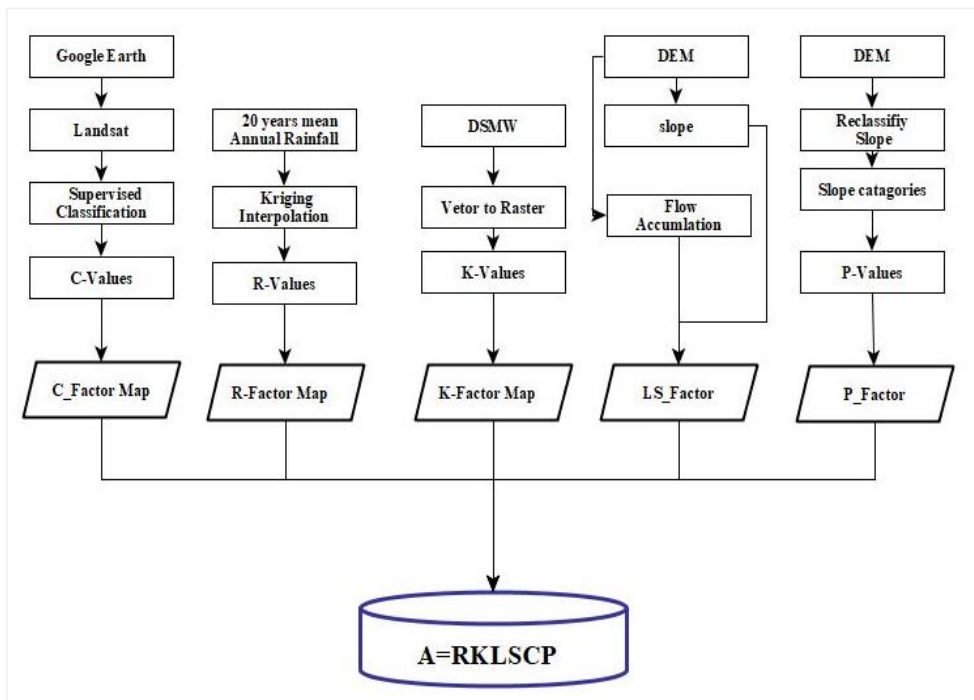 Google Earth
Landsat
Supervised
Classification
C-Values
C_Factor Map
20 years mean
Annual Rainfall
Kriging
Interpolation
R-Values
R-Factor Map
DSMW
Vetor to Raster
K-Values
K-Factor Map
DEM
slope
Flow
Accumlation
LS_Factor
DEM
Reclassifiy
Slope
Slope catagories
P-Values
P_Factor
A=RKLSCP